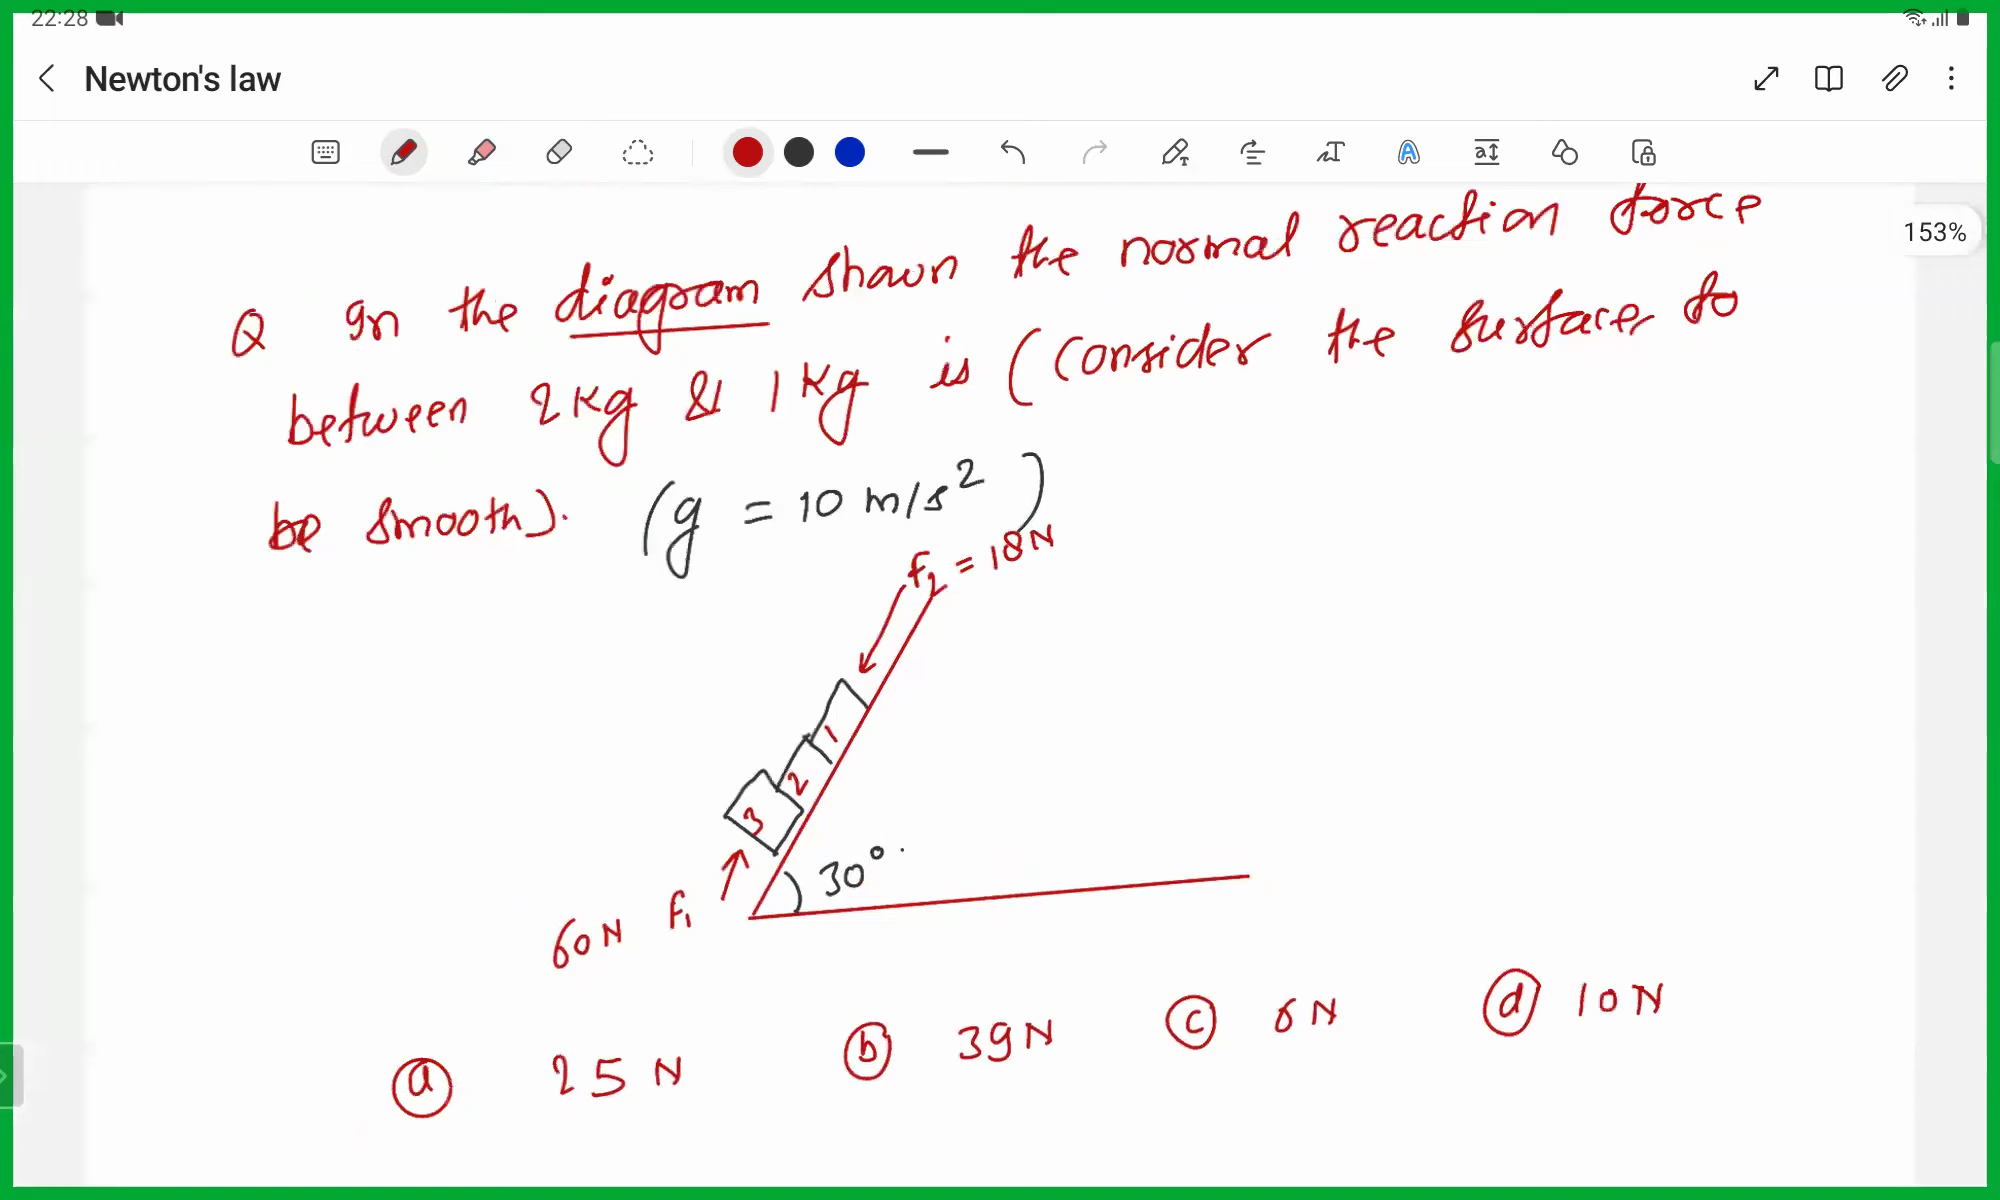 22:28
Newton's law
153%
Q In the diagram shown the normal reaction force
between 2Kg & 1Kg is (Consider the surface to
be smooth). (g = 10 m/s²)
F₂ = 18N
1
2
3
30°
60N F₁
(a) 25 N (b) 39N (c) 6N (d) 10N